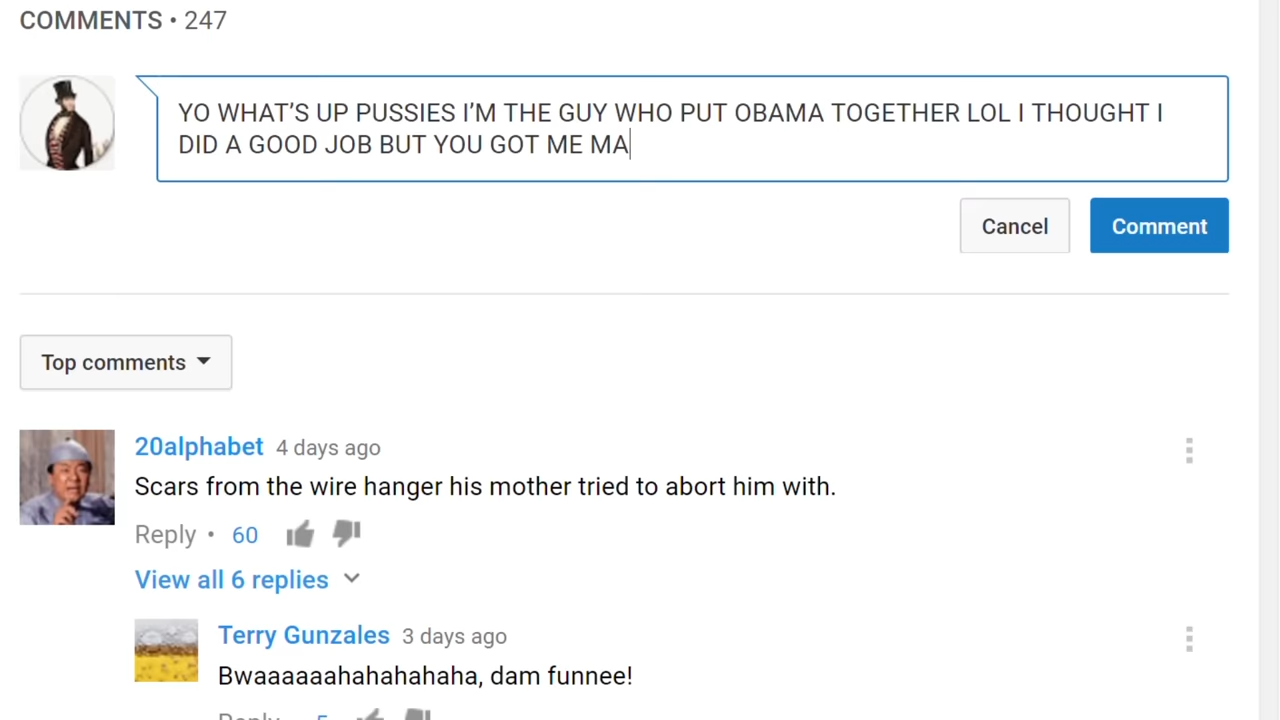 COMMENTS • 247
YO WHAT’S UP PUSSIES I’M THE GUY WHO PUT OBAMA TOGETHER LOL I THOUGHT I
DID A GOOD JOB BUT YOU GOT ME MA
Cancel
Comment
Top comments
20alphabet 4 days ago
Scars from the wire hanger his mother tried to abort him with.
Reply • 60
View all 6 replies
Terry Gunzales 3 days ago
Bwaaaaaahahahahaha, dam funnee!
Reply 5